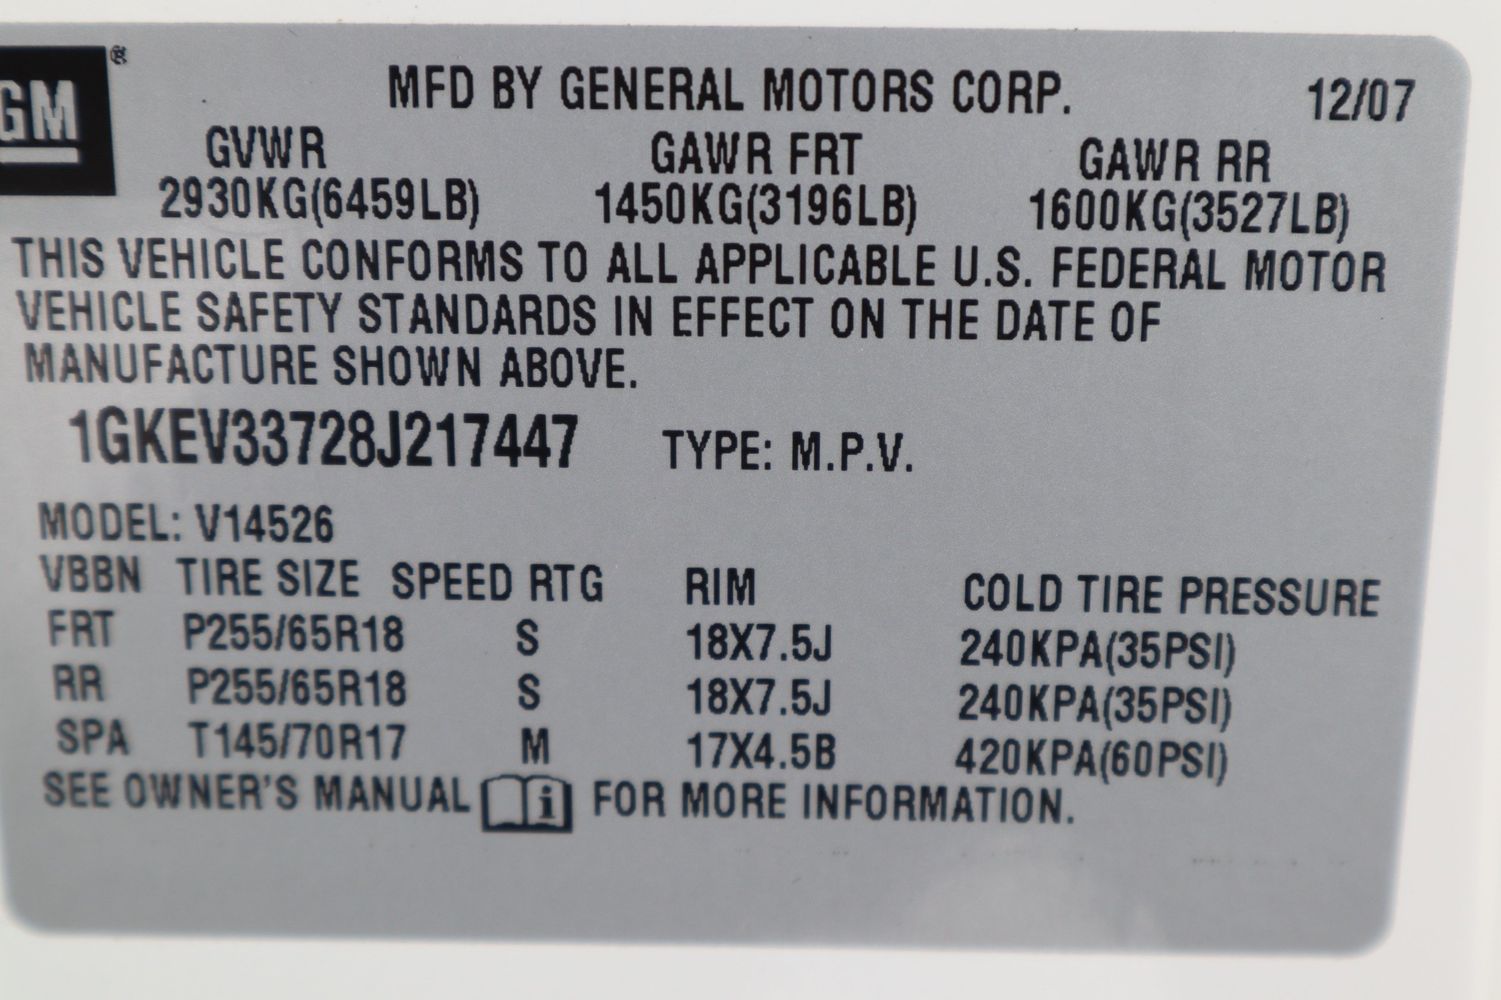 GM ®
MFD BY GENERAL MOTORS CORP. 12/07
GVWR GAWR FRT GAWR RR
2930KG(6459LB) 1450KG(3196LB) 1600KG(3527LB)
THIS VEHICLE CONFORMS TO ALL APPLICABLE U.S. FEDERAL MOTOR
VEHICLE SAFETY STANDARDS IN EFFECT ON THE DATE OF
MANUFACTURE SHOWN ABOVE.
1GKEV33728J217447 TYPE: M.P.V.
MODEL: V14526
VBBN TIRE SIZE SPEED RTG RIM COLD TIRE PRESSURE
FRT P255/65R18 S 18X7.5J 240KPA(35PSI)
RR P255/65R18 S 18X7.5J 240KPA(35PSI)
SPA T145/70R17 M 17X4.5B 420KPA(60PSI)
SEE OWNER'S MANUAL i FOR MORE INFORMATION.